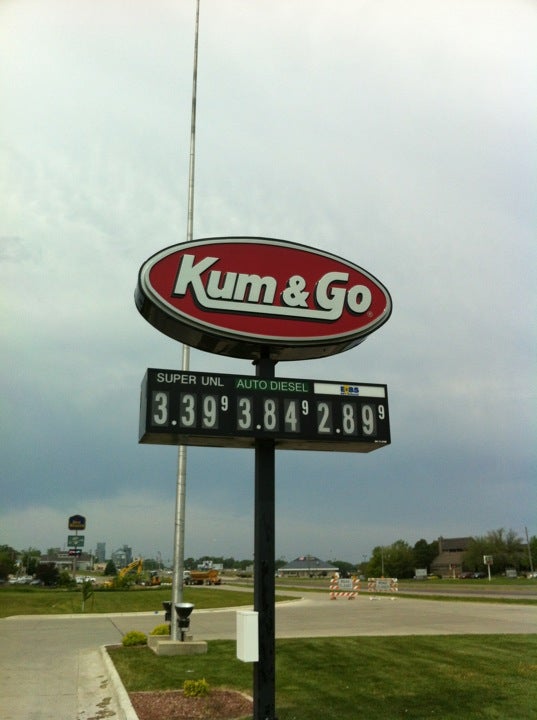 Kum & Go
SUPER UNL AUTO DIESEL E85
3.39 9 3.84 9 2.89 9